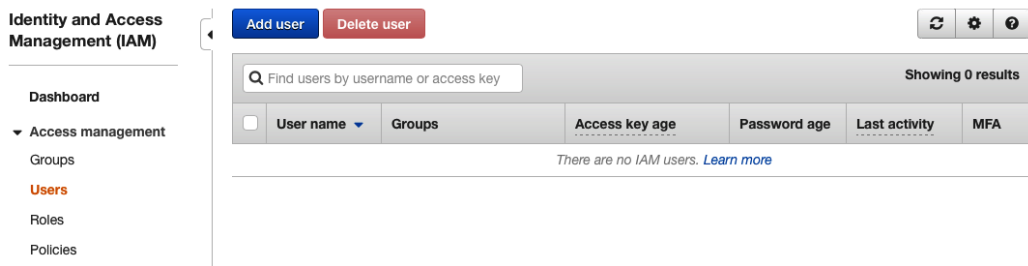 Identity and Access
Management (IAM)
Dashboard
Access management
Groups
Users
Roles
Policies
Add user
Delete user
Find users by username or access key
Showing 0 results
User name
Groups
Access key age
Password age
Last activity
MFA
There are no IAM users. Learn more